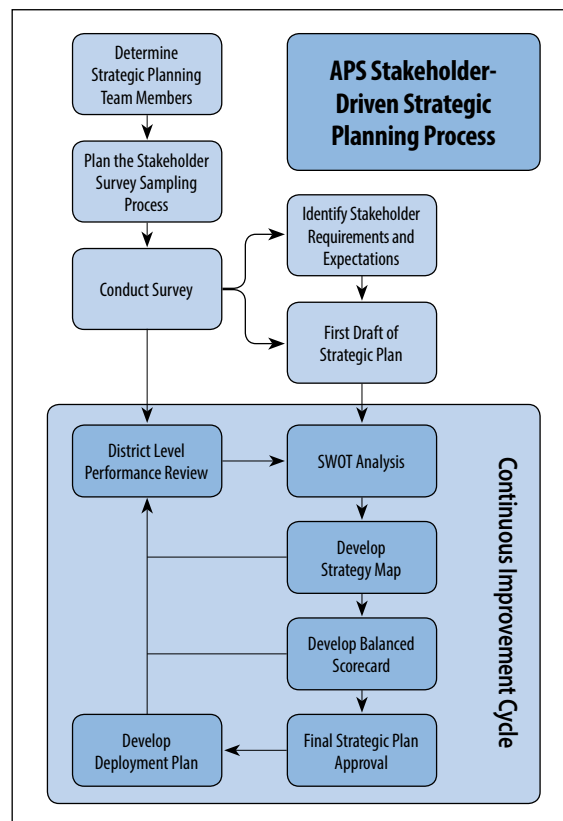 Determine
Strategic Planning
Team Members
APS Stakeholder-
Driven Strategic
Planning Process
Plan the Stakeholder
Survey Sampling
Process
Identify Stakeholder
Requirements and
Expectations
Conduct Survey
First Draft of
Strategic Plan
District Level
Performance Review
SWOT Analysis
Develop
Strategy Map
Develop Balanced
Scorecard
Develop
Deployment Plan
Final Strategic Plan
Approval
Continuous Improvement Cycle